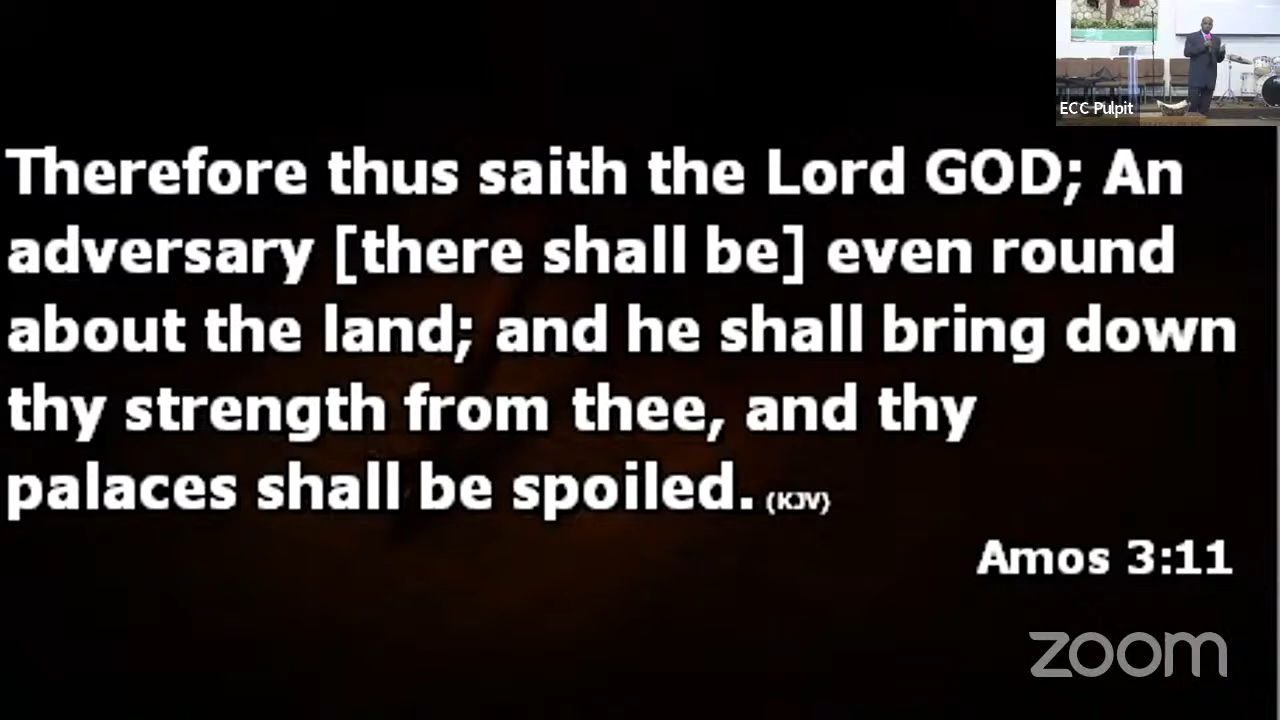 ECC Pulpit
Therefore thus saith the Lord GOD; An
adversary [there shall be] even round
about the land; and he shall bring down
thy strength from thee, and thy
palaces shall be spoiled. (KJV)
Amos 3:11
zoom